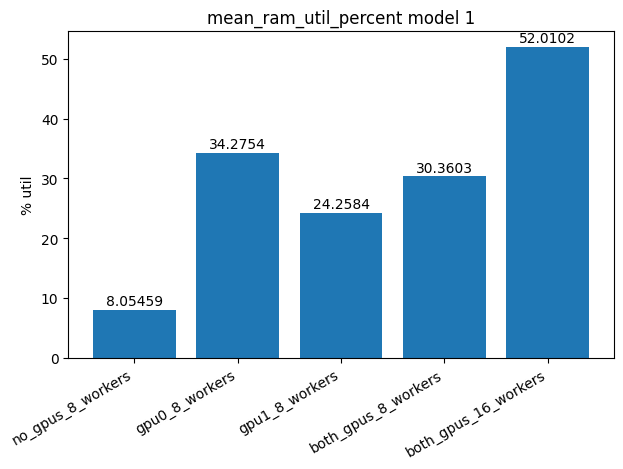 mean_ram_util_percent model 1
% util
50
40
30
20
10
0
8.05459
34.2754
24.2584
30.3603
52.0102
no_gpus_8_workers
gpu0_8_workers
gpu1_8_workers
both_gpus_8_workers
both_gpus_16_workers